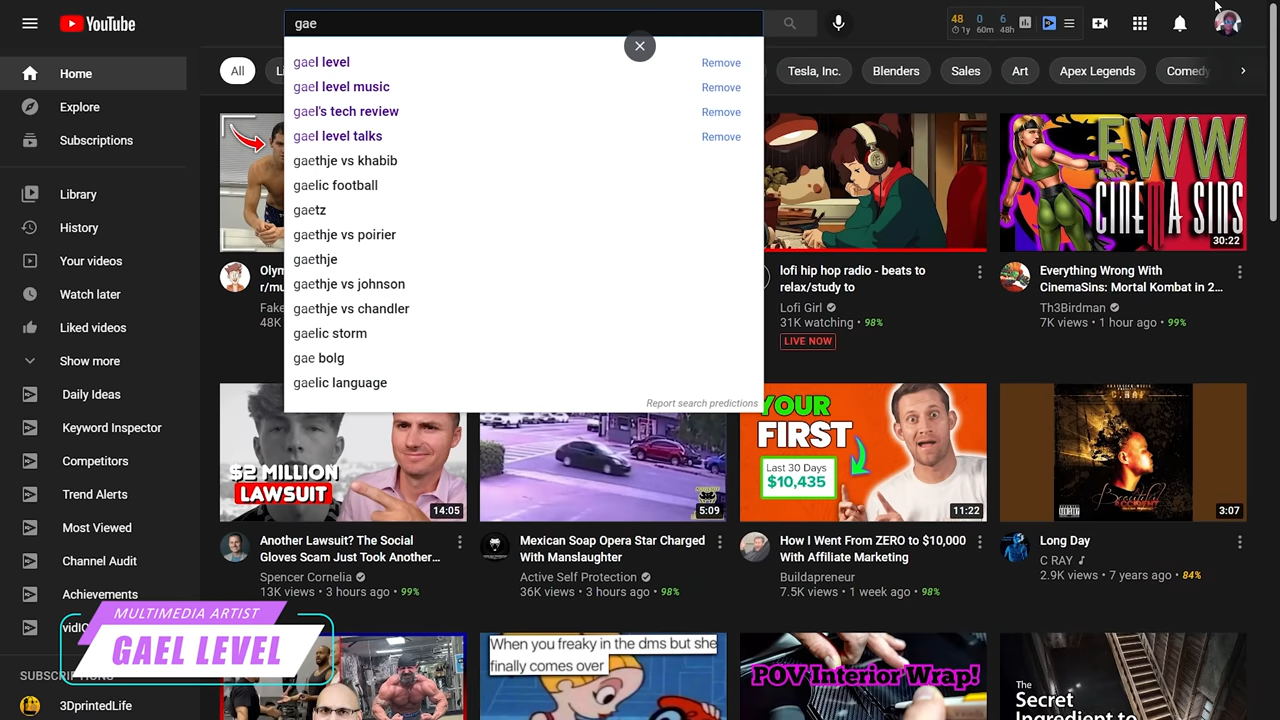 YouTube
gae
48 0 6
1y 60m 48h
gael level Remove
gael level music Remove
gael's tech review Remove
gael level talks Remove
gaethje vs khabib
gaelic football
gaetz
gaethje vs poirier
gaethje
gaethje vs johnson
gaethje vs chandler
gaelic storm
gae bolg
gaelic language
Report search predictions
Home
Explore
Subscriptions
Library
History
Your videos
Watch later
Liked videos
Show more
Daily Ideas
Keyword Inspector
Competitors
Trend Alerts
Most Viewed
Channel Audit
Achievements
3DprintedLife
All
Tesla, Inc.
Blenders
Sales
Art
Apex Legends
Comedy
lofi hip hop radio - beats to
relax/study to
Lofi Girl
31K watching • 98%
LIVE NOW
EWW
CINEMA SINS
30:22
Everything Wrong With
CinemaSins: Mortal Kombat in 2...
Th3Birdman
7K views • 1 hour ago • 99%
$2 MILLION
LAWSUIT
14:05
Another Lawsuit? The Social
Gloves Scam Just Took Another...
Spencer Cornelia
13K views • 3 hours ago • 99%
5:09
Mexican Soap Opera Star Charged
With Manslaughter
Active Self Protection
36K views • 3 hours ago • 98%
YOUR
FIRST
Last 30 Days
$10,435
11:22
How I Went From ZERO to $10,000
With Affiliate Marketing
Buildapreneur
7.5K views • 1 week ago • 98%
3:07
Long Day
C RAY
2.9K views • 7 years ago • 84%
When you freaky in the dms but she
finally comes over
POV Interior Wrap!
The
Secret
Ingredient to
MULTIMEDIA ARTIST
GAEL LEVEL